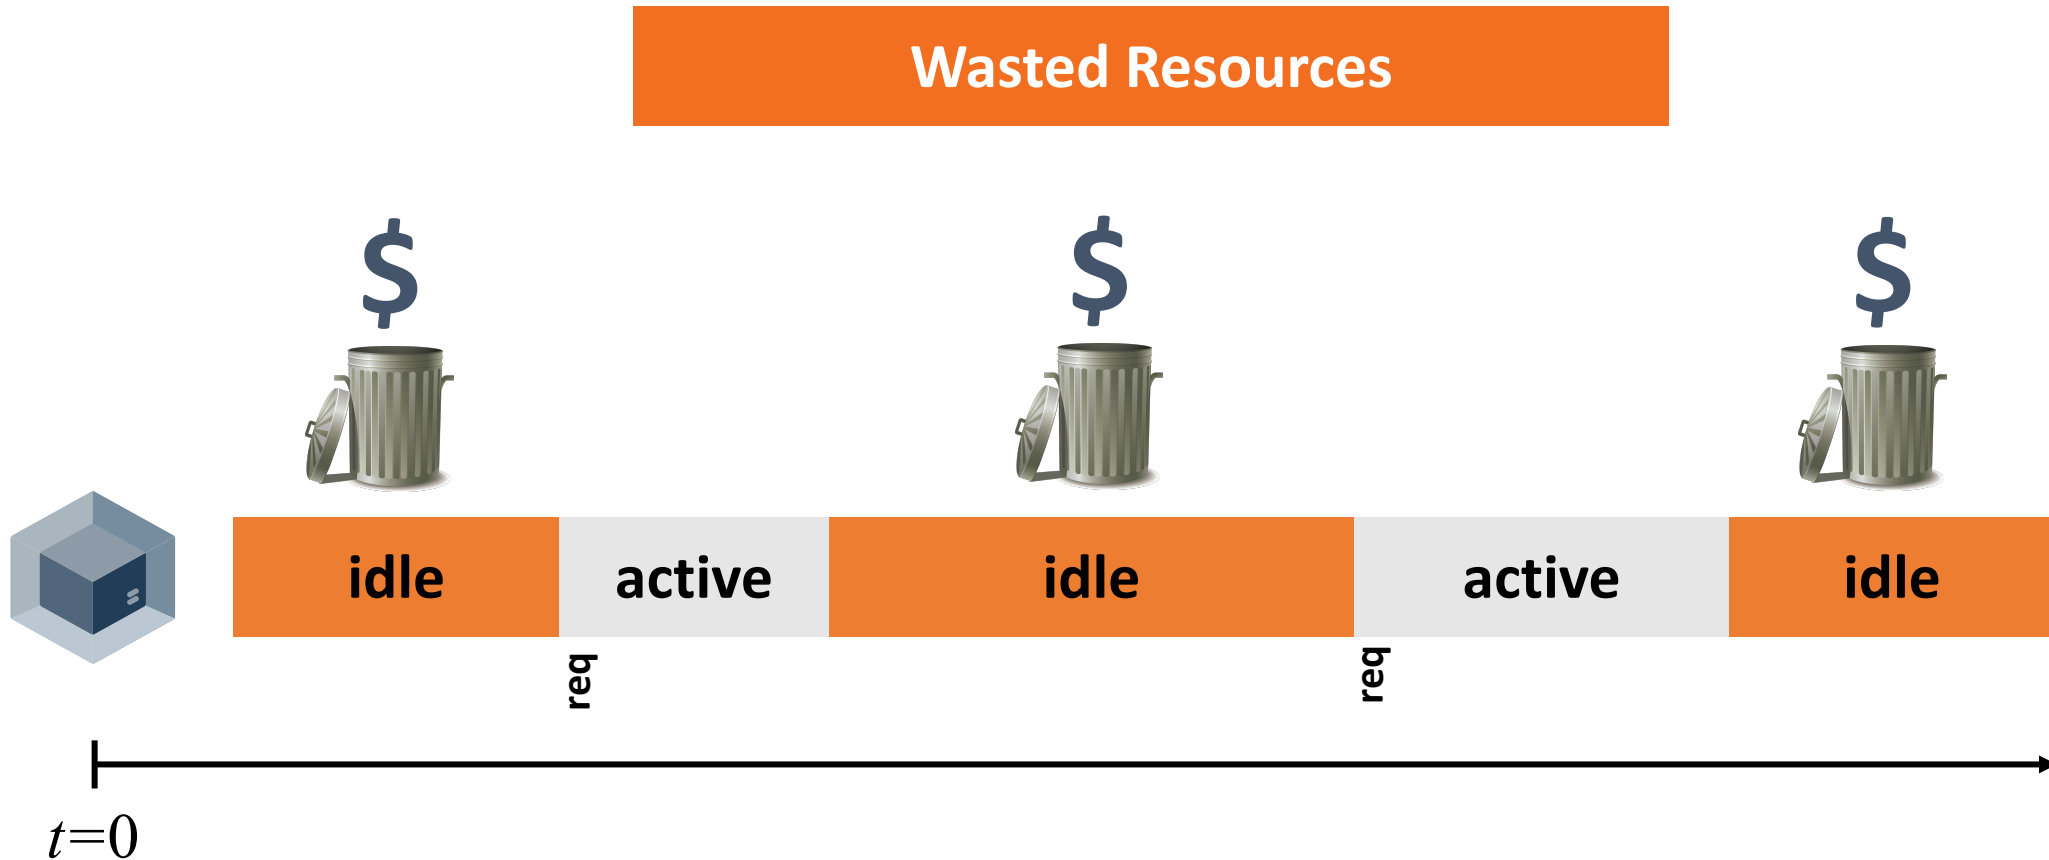 Wasted Resources
$ $ $
idle active idle active idle
req req
t=0